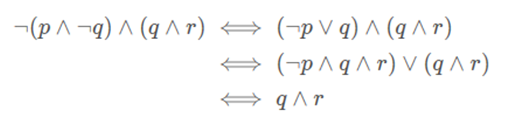 ¬(p ∧ ¬q) ∧ (q ∧ r) ⟺ (¬p ∨ q) ∧ (q ∧ r)
⟺ (¬p ∧ q ∧ r) ∨ (q ∧ r)
⟺ q ∧ r